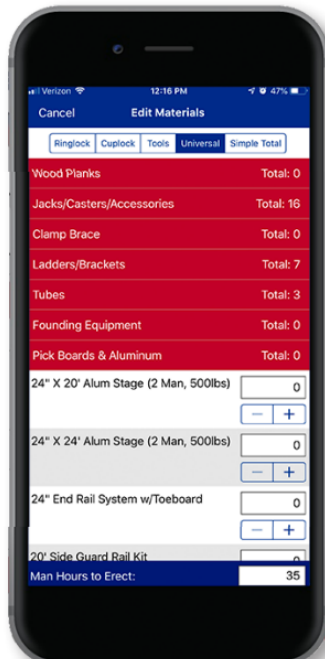 Verizon 12:16 PM 47%
Cancel Edit Materials
Ringlock Cuplock Tools Universal Simple Total
Wood Planks Total: 0
Jacks/Casters/Accessories Total: 16
Clamp Brace Total: 0
Ladders/Brackets Total: 7
Tubes Total: 3
Founding Equipment Total: 0
Pick Boards & Aluminum Total: 0
24" X 20' Alum Stage (2 Man, 500lbs) 0
− +
24" X 24' Alum Stage (2 Man, 500lbs) 0
− +
24" End Rail System w/Toeboard 0
− +
20' Side Guard Rail Kit 0
Man Hours to Erect: 35